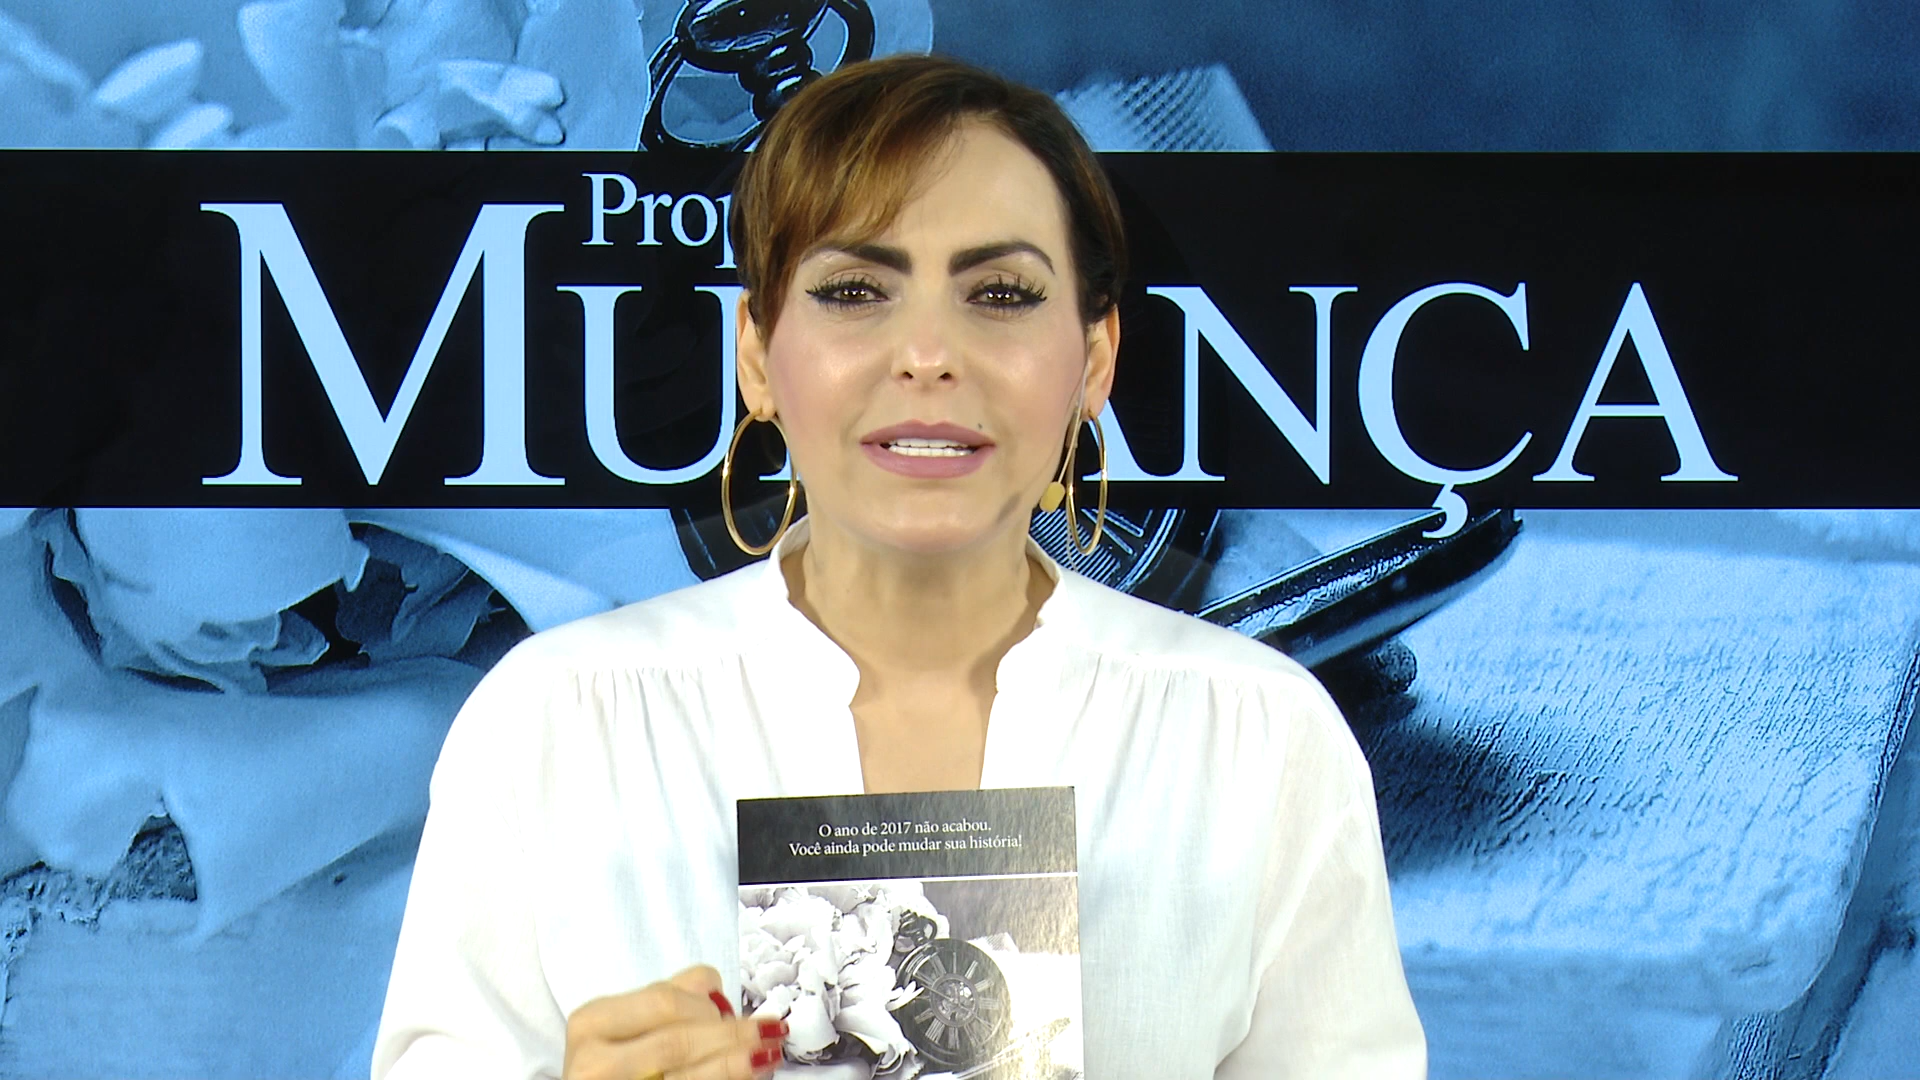 Prop
MU ANÇA
O ano de 2017 não acabou.
Você ainda pode mudar sua história!